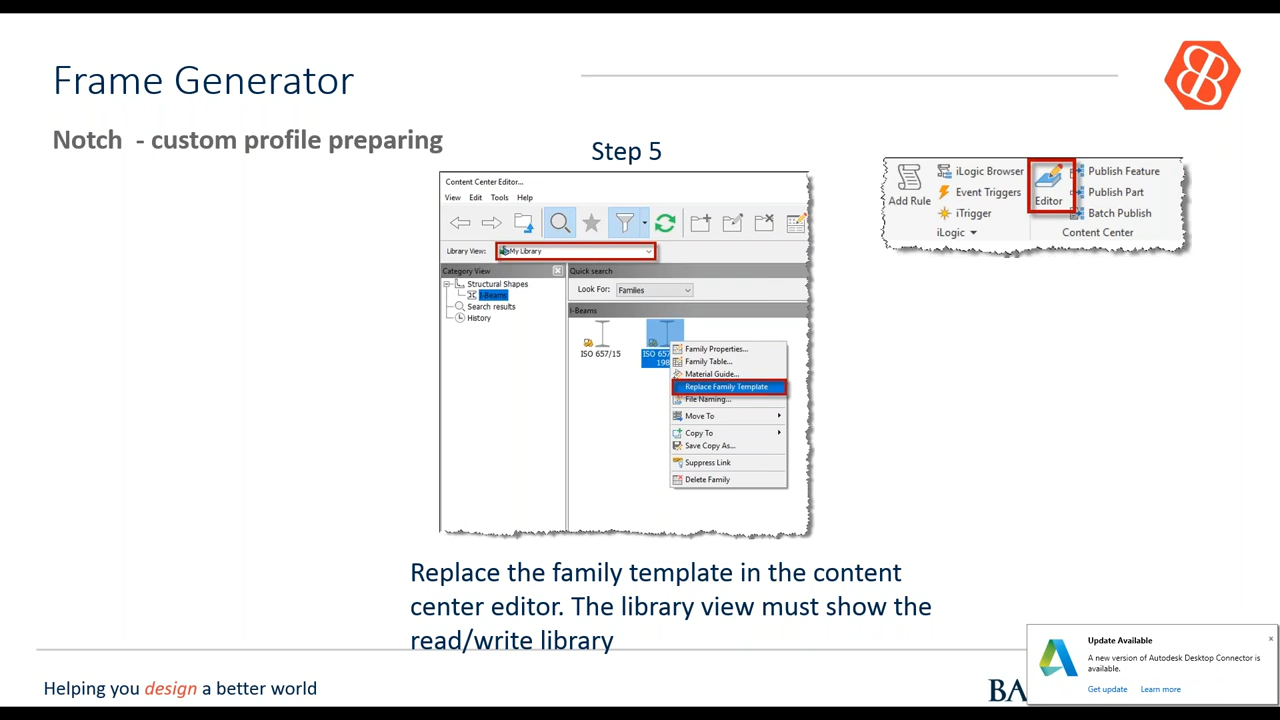 Frame Generator
Notch - custom profile preparing
Step 5
Content Center Editor...
View Edit Tools Help
Library View: My Library
Category View
Structural Shapes
I-Beams
Search results
History
Quick search
Look For: Families
I-Beams
ISO 657/15
ISO 657
198
Family Properties...
Family Table...
Material Guide...
Replace Family Template
File Naming...
Move To
Copy To
Save Copy As...
Suppress Link
Delete Family
Add Rule
iLogic Browser
Event Triggers
iTrigger
iLogic
Editor
Publish Feature
Publish Part
Batch Publish
Content Center
Replace the family template in the content
center editor. The library view must show the
read/write library
Helping you design a better world
BA
Update Available
A new version of Autodesk Desktop Connector is
available.
Get update Learn more